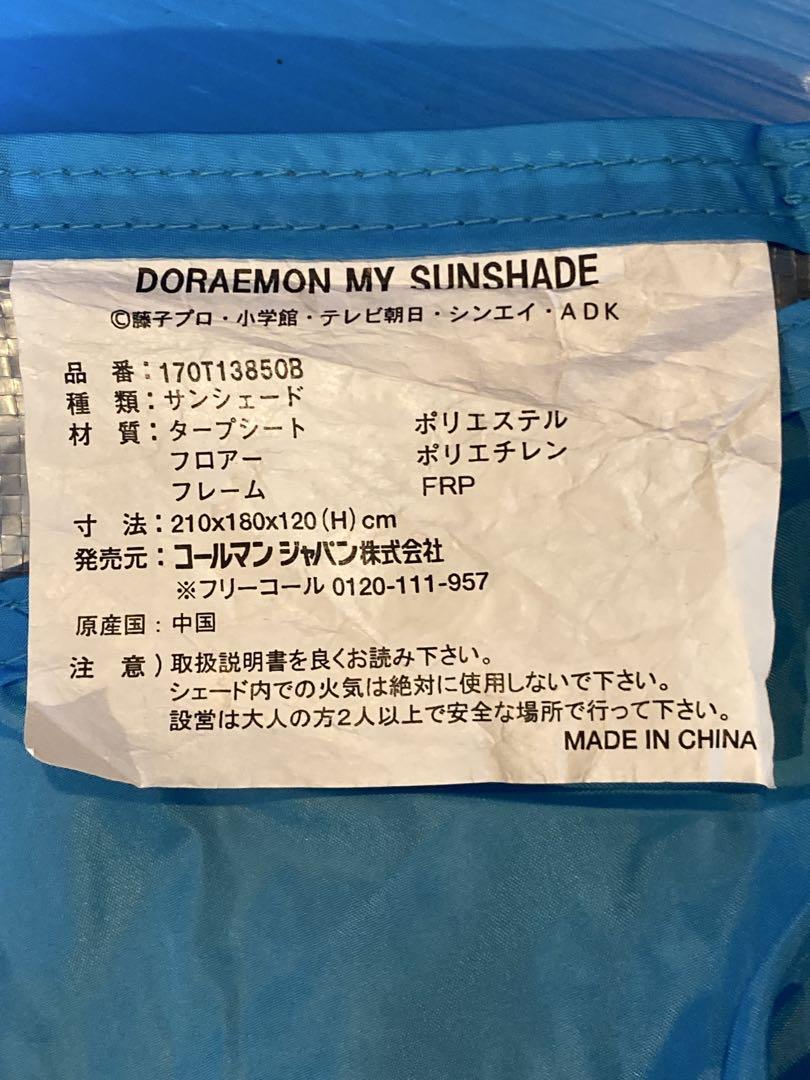 DORAEMON MY SUNSHADE
©藤子プロ・小学館・テレビ朝日・シンエイ・ADK
品 番：170T13850B
種 類：サンシェード
材 質：タープシート ポリエステル
フロアー ポリエチレン
フレーム FRP
寸 法：210x180x120(H)cm
発売元：コールマン ジャパン株式会社
※フリーコール 0120-111-957
原産国：中国
注 意）取扱説明書を良くお読み下さい。
シェード内での火気は絶対に使用しないで下さい。
設営は大人の方2人以上で安全な場所で行って下さい。
MADE IN CHINA